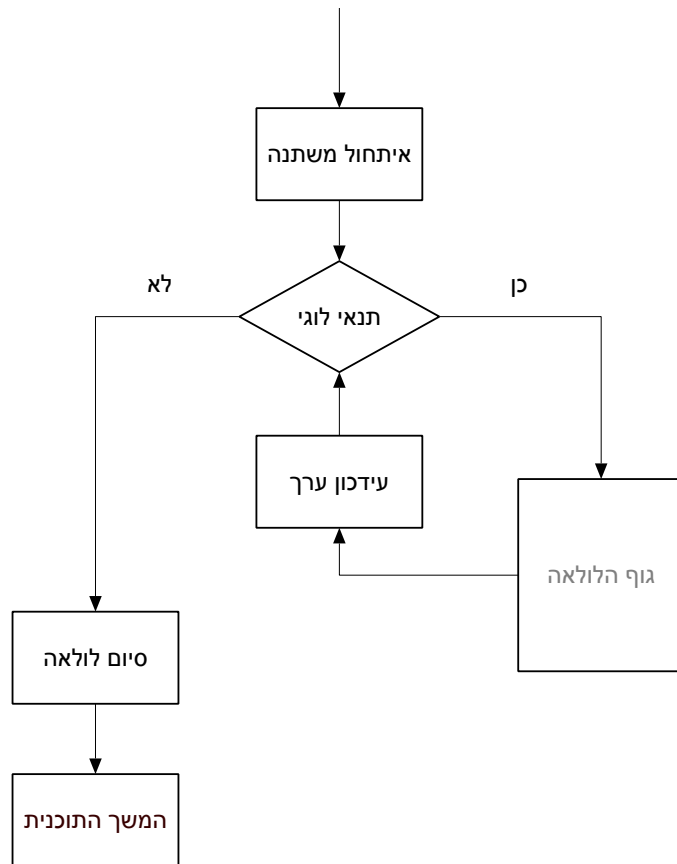 איתחול משתנה
כן
לא
תנאי לוגי
עידכון ערך
גוף הלולאה
סיום לולאה
המשך התוכנית